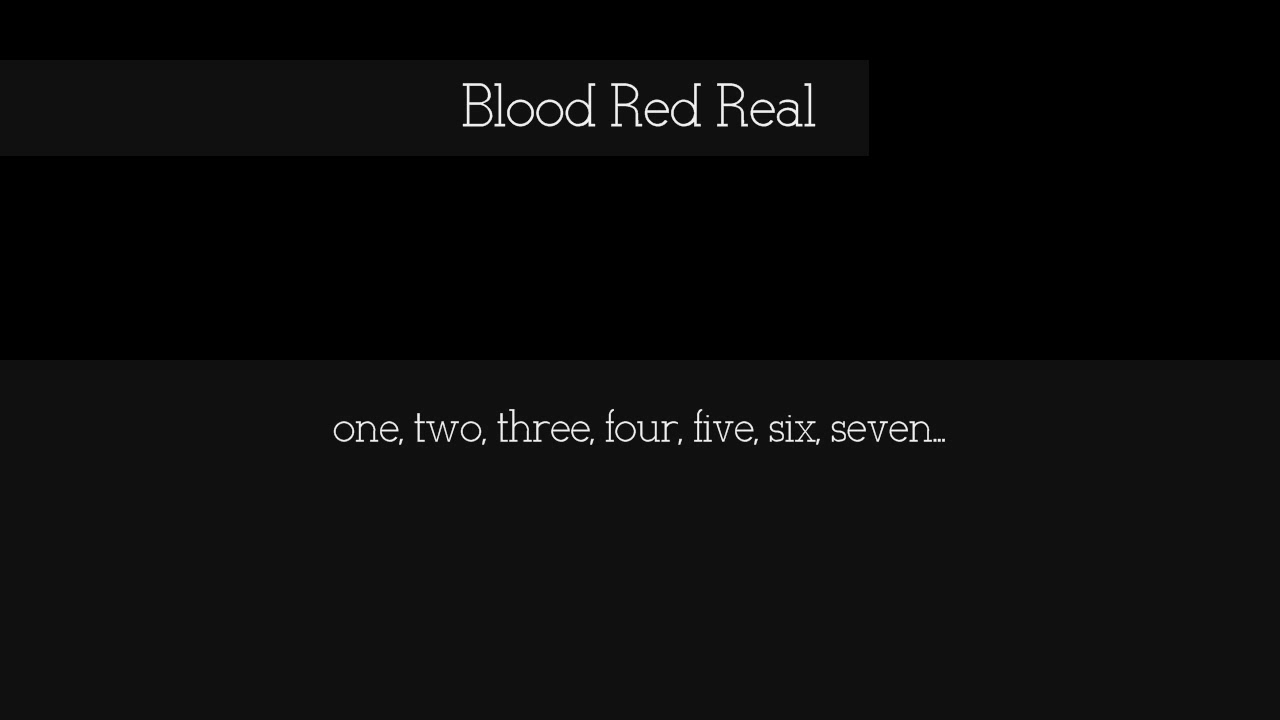 Blood Red Real
one, two, three, four, five, six, seven...